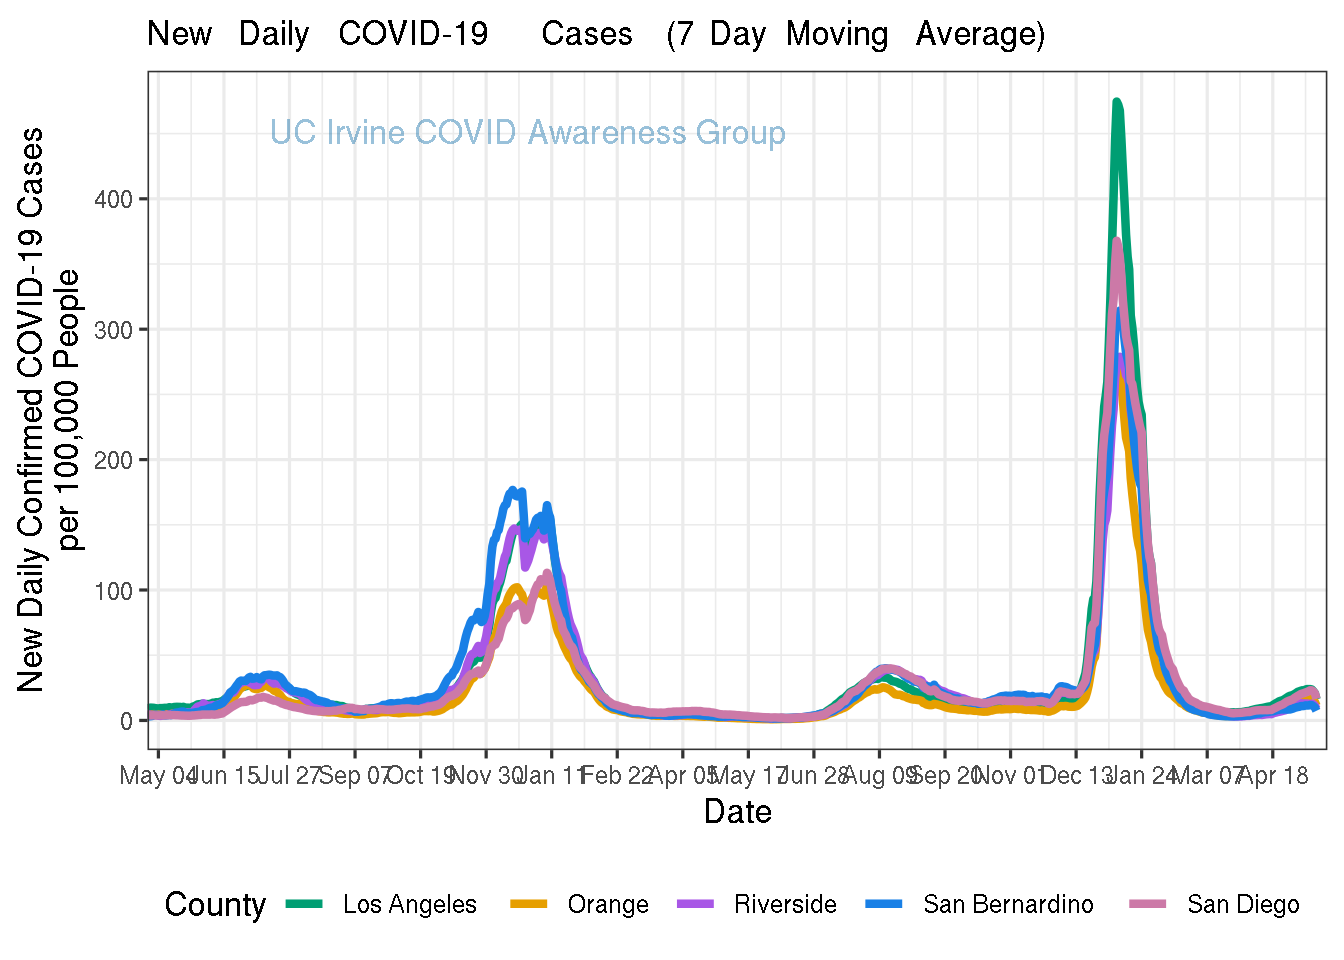 New Daily COVID-19 Cases (7 Day Moving Average)
UC Irvine COVID Awareness Group
New Daily Confirmed COVID-19 Cases
per 100,000 People
400
300
200
100
0
May 04 Jun 15 Jul 27 Sep 07 Oct 19 Nov 30 Jan 11 Feb 22 Apr 05 May 17 Jun 28 Aug 09 Sep 20 Nov 01 Dec 13 Jan 24 Mar 07 Apr 18
Date
County Los Angeles Orange Riverside San Bernardino San Diego